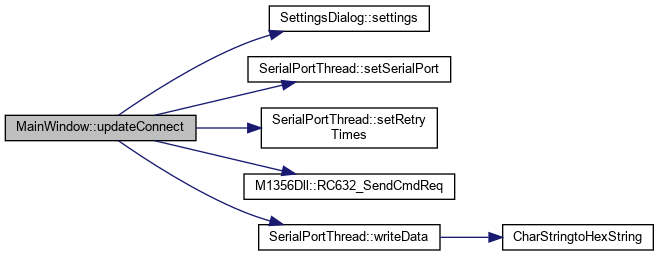 SettingsDialog::settings
SerialPortThread::setSerialPort
MainWindow::updateConnect
SerialPortThread::setRetry
Times
M1356Dll::RC632_SendCmdReq
SerialPortThread::writeData
CharStringtoHexString